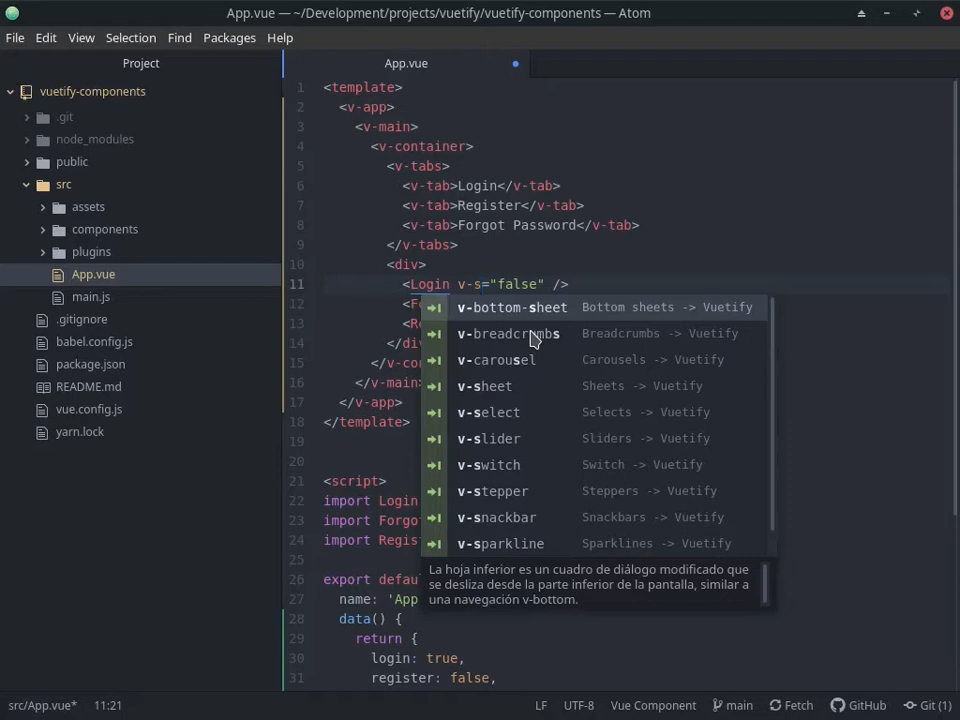 App.vue — ~/Development/projects/vuetify/vuetify-components — Atom
File Edit View Selection Find Packages Help
Project
App.vue
vuetify-components
.git
node_modules
public
src
assets
components
plugins
App.vue
main.js
.gitignore
babel.config.js
package.json
README.md
vue.config.js
yarn.lock
1 <template>
2 <v-app>
3 <v-main>
4 <v-container>
5 <v-tabs>
6 <v-tab>Login</v-tab>
7 <v-tab>Register</v-tab>
8 <v-tab>Forgot Password</v-tab>
9 </v-tabs>
10 <div>
11 <Login v-s="false" />
12 <Fo
13 <R
14 </di
15 </v-co
16 </v-main
17 </v-app>
18 </template>
19
20
21 <script>
22 import Login
23 import Forgo
24 import Regis
25
26 export defau
27 name: 'App
28 data() {
29 return {
30 login: true,
31 register: false,
v-bottom-sheet Bottom sheets -> Vuetify
v-breadcrumbs Breadcrumbs -> Vuetify
v-carousel Carousels -> Vuetify
v-sheet Sheets -> Vuetify
v-select Selects -> Vuetify
v-slider Sliders -> Vuetify
v-switch Switch -> Vuetify
v-stepper Steppers -> Vuetify
v-snackbar Snackbars -> Vuetify
v-sparkline Sparklines -> Vuetify
La hoja inferior es un cuadro de diálogo modificado que
se desliza desde la parte inferior de la pantalla, similar a
una navegación v-bottom.
src/App.vue* 11:21 LF UTF-8 Vue Component main Fetch GitHub Git (1)